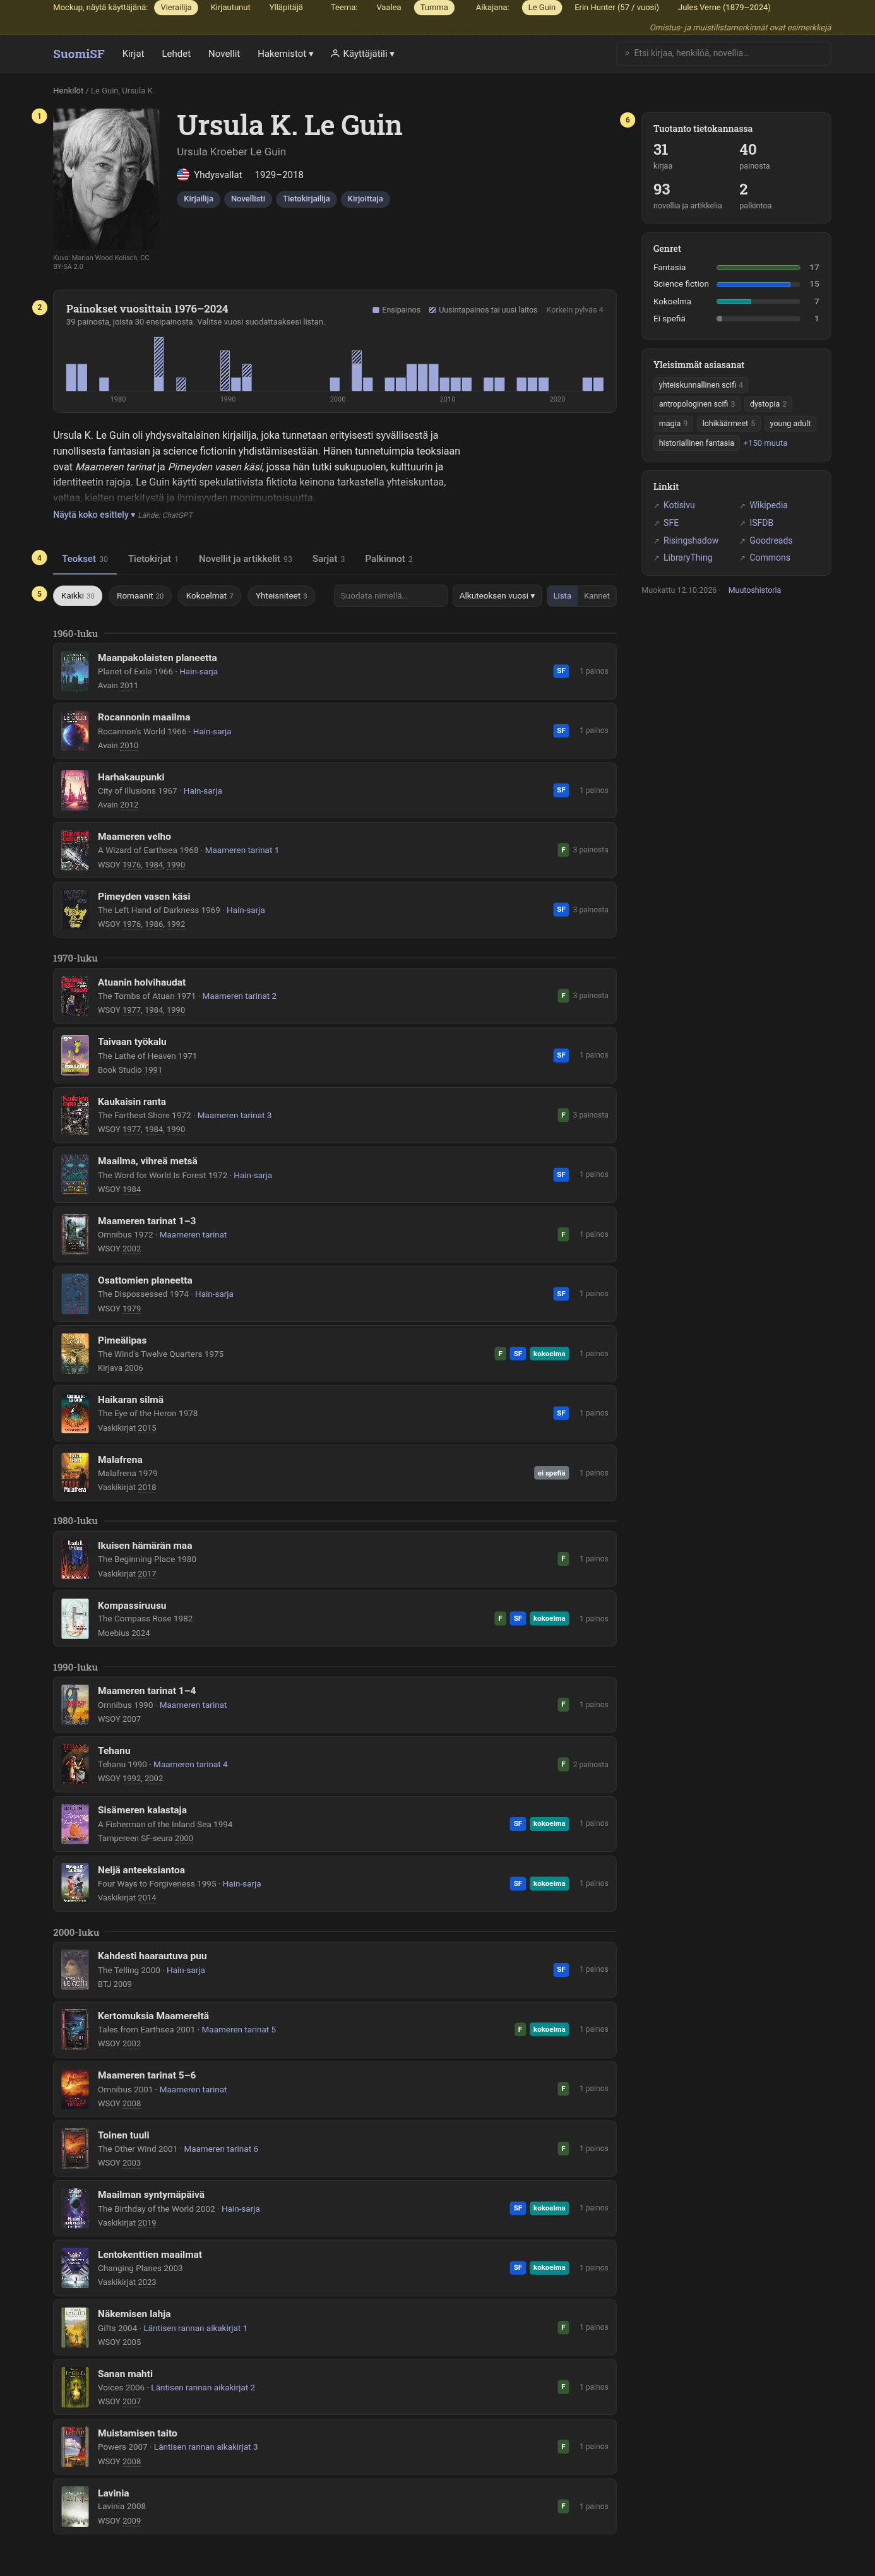 Mockup, näytä käyttäjänä: Vierailija Kirjautunut Ylläpitäjä Teema: Vaalea Tumma Aikajana: Le Guin Erin Hunter (57 / vuosi) Jules Verne (1879–2024)
Omistus- ja muistilistamerkinnät ovat esimerkkejä
SuomiSF Kirjat Lehdet Novellit Hakemistot ▾ Käyttäjätili ▾ Etsi kirjaa, henkilöä, novellia…
Henkilöt / Le Guin, Ursula K.
1
Ursula K. Le Guin
Ursula Kroeber Le Guin
Yhdysvallat 1929–2018
Kirjailija Novellisti Tietokirjailija Kirjoittaja
Kuva: Marian Wood Kolisch, CC
BY-SA 2.0
2
Painokset vuosittain 1976–2024
39 painosta, joista 30 ensipainosta. Valitse vuosi suodattaaksesi listan.
Ensipainos Uusintapainos tai uusi laitos Korkein pylväs 4
1980 1990 2000 2010 2020
Ursula K. Le Guin oli yhdysvaltalainen kirjailija, joka tunnetaan erityisesti syvällisestä ja
runollisesta fantasian ja science fictionin yhdistämisestä. Hänen tunnetuimpia teoksiaan
ovat Maameren tarinat ja Pimeyden vasen käsi, jossa hän tutki sukupuolen, kulttuurin ja
identiteetin rajoja. Le Guin käytti spekulatiivista fiktiota keinona tarkastella yhteiskuntaa,
valtaa, kielten merkitystä ja ihmisyyden monimuotoisuutta.
Näytä koko esittely ▾ Lähde: ChatGPT
4
Teokset 30 Tietokirjat 1 Novellit ja artikkelit 93 Sarjat 3 Palkinnot 2
5
Kaikki 30 Romaanit 20 Kokoelmat 7 Yhteisniteet 3 Suodata nimellä… Alkuteoksen vuosi ▾ Lista Kannet
1960-luku
Maanpakolaisten planeetta
Planet of Exile 1966 · Hain-sarja SF 1 painos
Avain 2011
Rocannonin maailma
Rocannon's World 1966 · Hain-sarja SF 1 painos
Avain 2010
Harhakaupunki
City of Illusions 1967 · Hain-sarja SF 1 painos
Avain 2012
Maameren velho
A Wizard of Earthsea 1968 · Maameren tarinat 1 F 3 painosta
WSOY 1976, 1984, 1990
Pimeyden vasen käsi
The Left Hand of Darkness 1969 · Hain-sarja SF 3 painosta
WSOY 1976, 1986, 1992
1970-luku
Atuanin holvihaudat
The Tombs of Atuan 1971 · Maameren tarinat 2 F 3 painosta
WSOY 1977, 1984, 1990
Taivaan työkalu
The Lathe of Heaven 1971 SF 1 painos
Book Studio 1991
Kaukaisin ranta
The Farthest Shore 1972 · Maameren tarinat 3 F 3 painosta
WSOY 1977, 1984, 1990
Maailma, vihreä metsä
The Word for World Is Forest 1972 · Hain-sarja SF 1 painos
WSOY 1984
Maameren tarinat 1–3
Omnibus 1972 · Maameren tarinat F 1 painos
WSOY 2002
Osattomien planeetta
The Dispossessed 1974 · Hain-sarja SF 1 painos
WSOY 1979
Pimeälipas
The Wind's Twelve Quarters 1975 F SF kokoelma 1 painos
Kirjava 2006
Haikaran silmä
The Eye of the Heron 1978 SF 1 painos
Vaskikirjat 2015
Malafrena
Malafrena 1979 ei spefiä 1 painos
Vaskikirjat 2018
1980-luku
Ikuisen hämärän maa
The Beginning Place 1980 F 1 painos
Vaskikirjat 2017
Kompassiruusu
The Compass Rose 1982 F SF kokoelma 1 painos
Moebius 2024
1990-luku
Maameren tarinat 1–4
Omnibus 1990 · Maameren tarinat F 1 painos
WSOY 2007
Tehanu
Tehanu 1990 · Maameren tarinat 4 F 2 painosta
WSOY 1992, 2002
Sisämeren kalastaja
A Fisherman of the Inland Sea 1994 SF kokoelma 1 painos
Tampereen SF-seura 2000
Neljä anteeksiantoa
Four Ways to Forgiveness 1995 · Hain-sarja SF kokoelma 1 painos
Vaskikirjat 2014
2000-luku
Kahdesti haarautuva puu
The Telling 2000 · Hain-sarja SF 1 painos
BTJ 2009
Kertomuksia Maamereltä
Tales from Earthsea 2001 · Maameren tarinat 5 F kokoelma 1 painos
WSOY 2002
Maameren tarinat 5–6
Omnibus 2001 · Maameren tarinat F 1 painos
WSOY 2008
Toinen tuuli
The Other Wind 2001 · Maameren tarinat 6 F 1 painos
WSOY 2003
Maailman syntymäpäivä
The Birthday of the World 2002 · Hain-sarja SF kokoelma 1 painos
Vaskikirjat 2019
Lentokenttien maailmat
Changing Planes 2003 SF kokoelma 1 painos
Vaskikirjat 2023
Näkemisen lahja
Gifts 2004 · Läntisen rannan aikakirjat 1 F 1 painos
WSOY 2005
Sanan mahti
Voices 2006 · Läntisen rannan aikakirjat 2 F 1 painos
WSOY 2007
Muistamisen taito
Powers 2007 · Läntisen rannan aikakirjat 3 F 1 painos
WSOY 2008
Lavinia
Lavinia 2008 F 1 painos
WSOY 2009
6
Tuotanto tietokannassa
31 40
kirjaa painosta
93 2
novellia ja artikkelia palkintoa
Genret
Fantasia 17
Science fiction 15
Kokoelma 7
Ei spefiä 1
Yleisimmät asiasanat
yhteiskunnallinen scifi 4
antropologinen scifi 3 dystopia 2
magia 9 lohikäärmeet 5 young adult
historiallinen fantasia +150 muuta
Linkit
↗ Kotisivu ↗ Wikipedia
↗ SFE ↗ ISFDB
↗ Risingshadow ↗ Goodreads
↗ LibraryThing ↗ Commons
Muokattu 12.10.2026 · Muutoshistoria